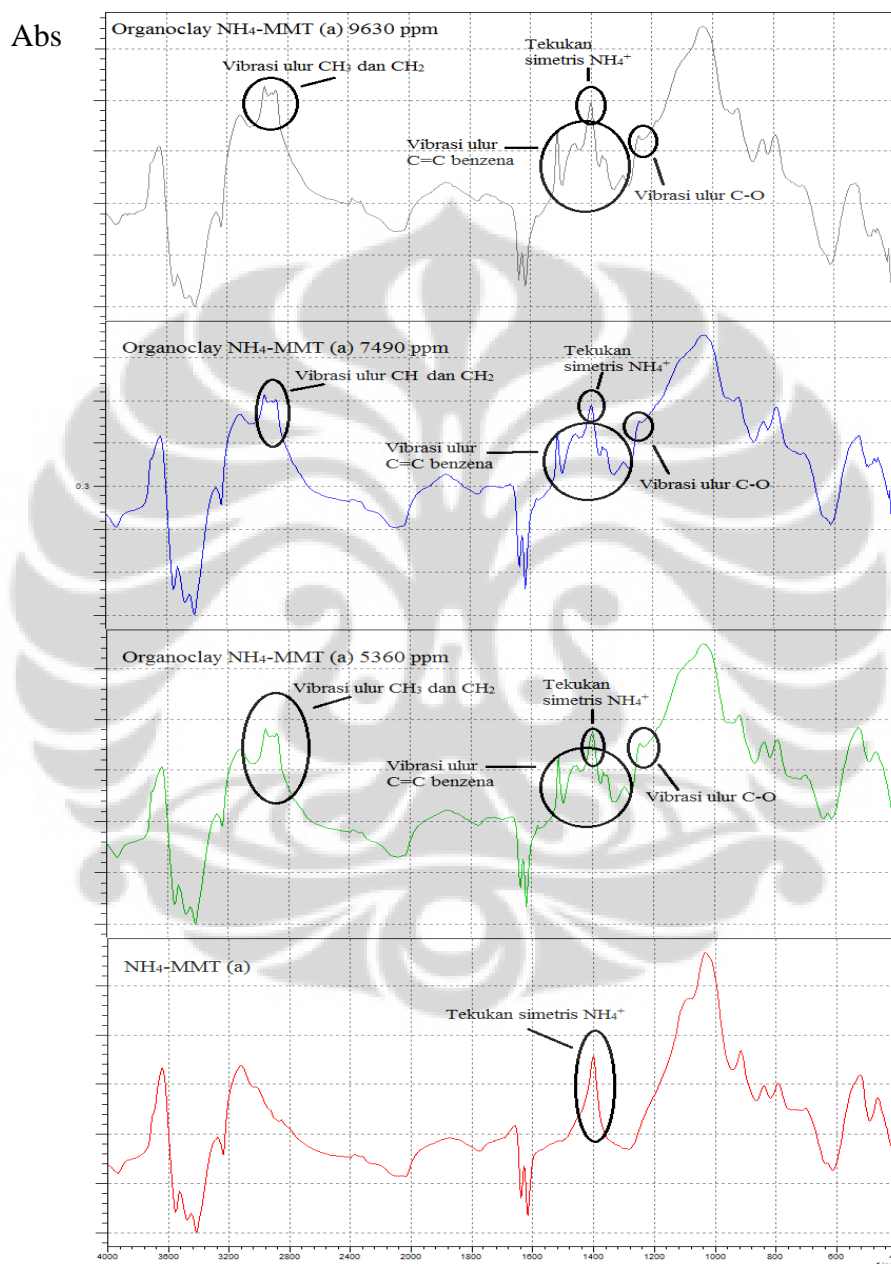 Abs
Organoclay NH₄-MMT (a) 9630 ppm
Vibrasi ulur CH₃ dan CH₂
Tekukan
simetris NH₄⁺
Vibrasi ulur
C=C benzena
Vibrasi ulur C-O
Organoclay NH₄-MMT (a) 7490 ppm
Vibrasi ulur CH dan CH₂
Tekukan
simetris NH₄⁺
Vibrasi ulur
C=C benzena
Vibrasi ulur C-O
0.3
Organoclay NH₄-MMT (a) 5360 ppm
Vibrasi ulur CH₃ dan CH₂
Tekukan
simetris NH₄⁺
Vibrasi ulur
C=C benzena
Vibrasi ulur C-O
NH₄-MMT (a)
Tekukan simetris NH₄⁺
4000 3600 3200 2800 2400 2000 1600 1400 1200 1000 800 600